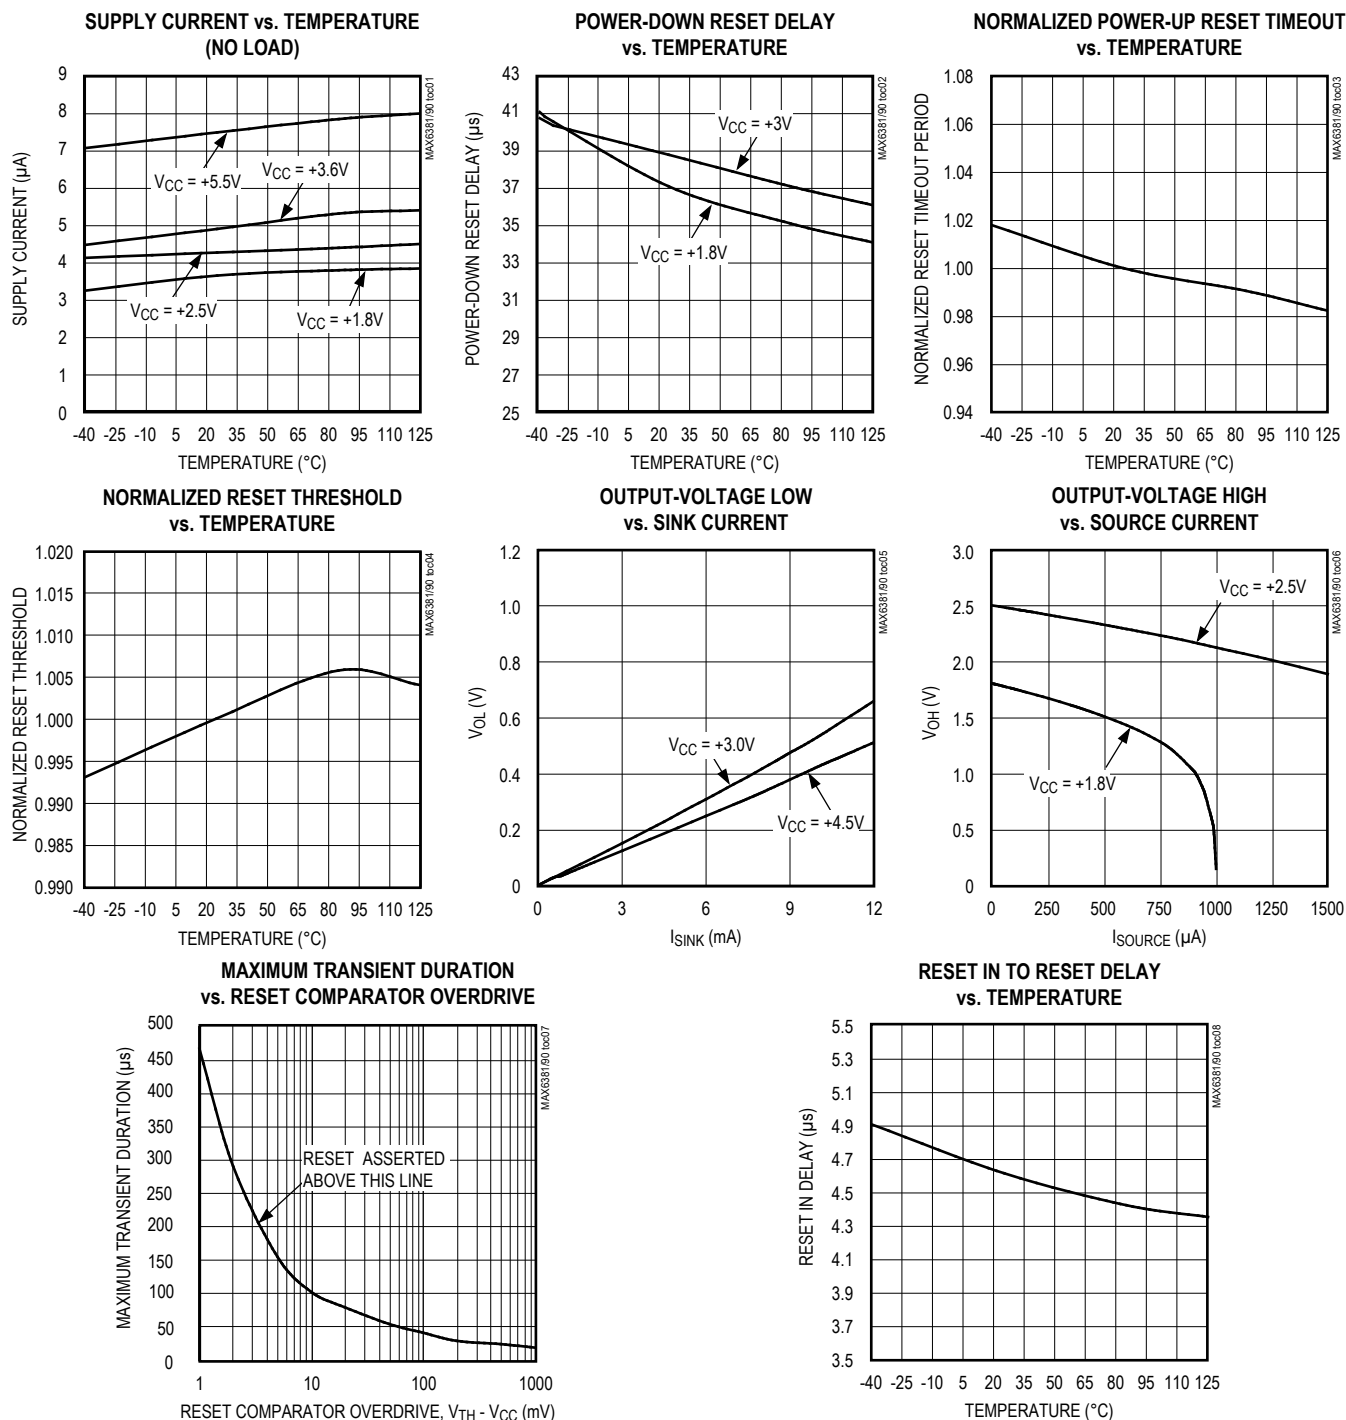 SUPPLY CURRENT vs. TEMPERATURE
(NO LOAD)
9
8
7
6
5
4
3
2
1
0
SUPPLY CURRENT (µA)
VCC = +5.5V
VCC = +3.6V
VCC = +2.5V
VCC = +1.8V
MAX6381/90 toc01
-40 -25 -10 5 20 35 50 65 80 95 110 125
TEMPERATURE (°C)
POWER-DOWN RESET DELAY
vs. TEMPERATURE
43
41
39
37
35
33
31
29
27
25
POWER-DOWN RESET DELAY (µs)
VCC = +3V
VCC = +1.8V
MAX6381/90 toc02
-40 -25 -10 5 20 35 50 65 80 95 110 125
TEMPERATURE (°C)
NORMALIZED POWER-UP RESET TIMEOUT
vs. TEMPERATURE
1.08
1.06
1.04
1.02
1.00
0.98
0.96
0.94
NORMALIZED RESET TIMEOUT PERIOD
MAX6381/90 toc03
-40 -25 -10 5 20 35 50 65 80 95 110 125
TEMPERATURE (°C)
NORMALIZED RESET THRESHOLD
vs. TEMPERATURE
1.020
1.015
1.010
1.005
1.000
0.995
0.990
0.985
0.990
NORMALIZED RESET THRESHOLD
MAX6381/90 toc04
-40 -25 -10 5 20 35 50 65 80 95 110 125
TEMPERATURE (°C)
OUTPUT-VOLTAGE LOW
vs. SINK CURRENT
1.2
1.0
0.8
0.6
0.4
0.2
0
VOL (V)
VCC = +3.0V
VCC = +4.5V
MAX6381/90 toc05
0 3 6 9 12
ISINK (mA)
OUTPUT-VOLTAGE HIGH
vs. SOURCE CURRENT
3.0
2.5
2.0
1.5
1.0
0.5
0
VOH (V)
VCC = +2.5V
VCC = +1.8V
MAX6381/90 toc06
0 250 500 750 1000 1250 1500
ISOURCE (µA)
MAXIMUM TRANSIENT DURATION
vs. RESET COMPARATOR OVERDRIVE
500
450
400
350
300
250
200
150
100
50
0
MAXIMUM TRANSIENT DURATION (µs)
RESET ASSERTED
ABOVE THIS LINE
MAX6381/90 toc07
1 10 100 1000
RESET COMPARATOR OVERDRIVE, VTH - VCC (mV)
RESET IN TO RESET DELAY
vs. TEMPERATURE
5.5
5.3
5.1
4.9
4.7
4.5
4.3
4.1
3.9
3.7
3.5
RESET IN DELAY (µs)
MAX6381/90 toc08
-40 -25 -10 5 20 35 50 65 80 95 110 125
TEMPERATURE (°C)